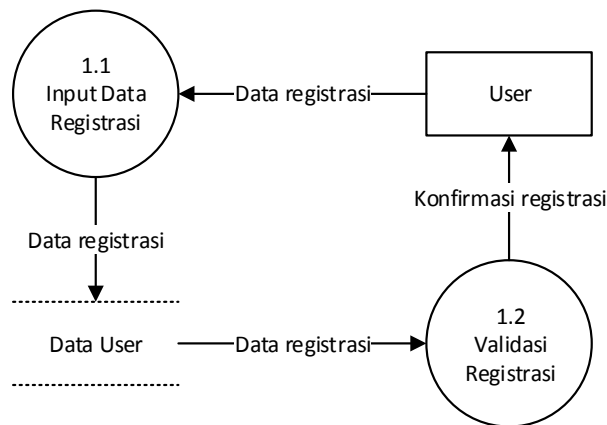 1.1
Input Data
Registrasi
Data registrasi
User
Data registrasi
Konfirmasi registrasi
Data User
Data registrasi
1.2
Validasi
Registrasi